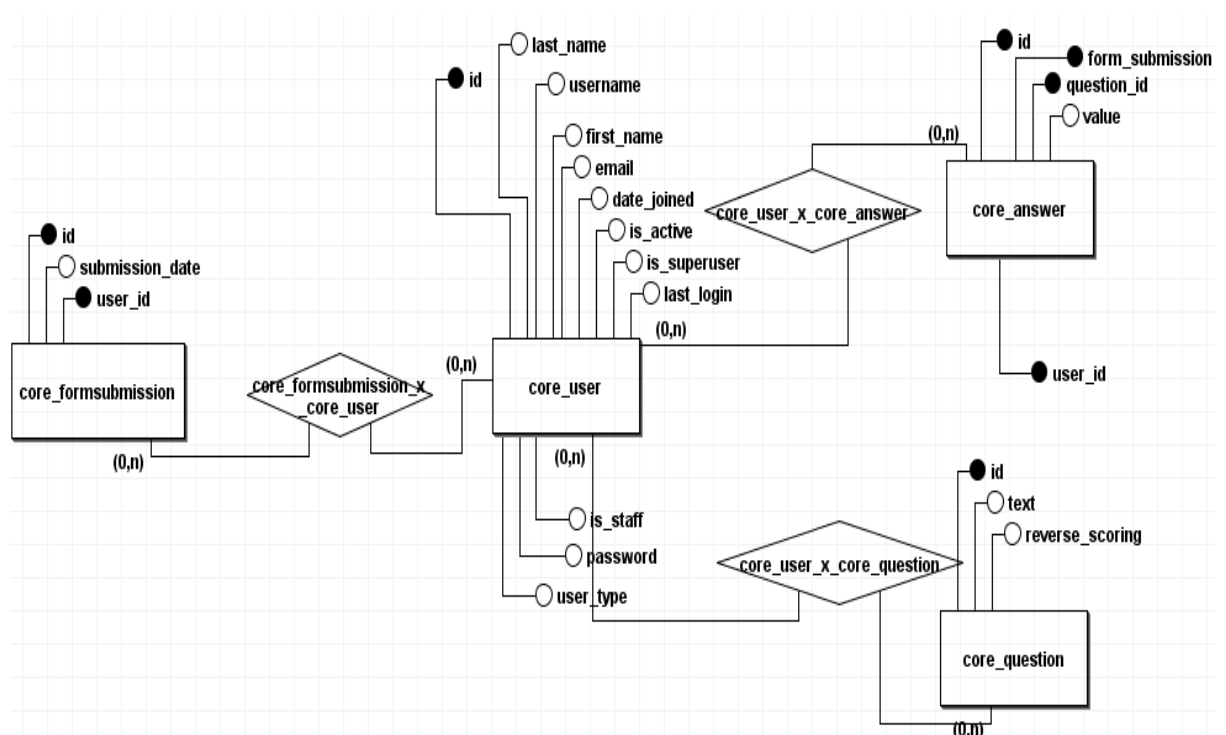 last_name
id
username
first_name
email
date_joined
is_active
is_superuser
last_login
(0,n)
core_user
(0,n)
(0,n)
is_staff
password
user_type
id
submission_date
user_id
core_formsubmission
(0,n)
core_formsubmission_x
_core_user
id
form_submission
question_id
value
(0,n)
core_answer
core_user_x_core_answer
user_id
id
text
reverse_scoring
core_user_x_core_question
core_question
(0,n)